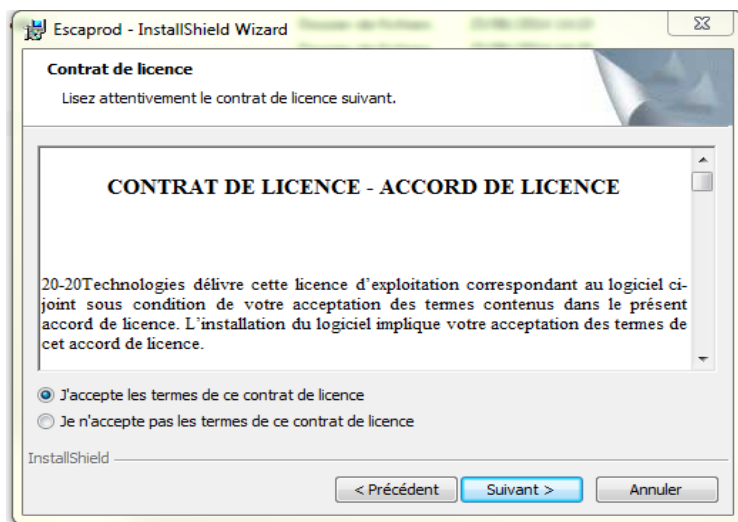 Escaprod - InstallShield Wizard
Contrat de licence
Lisez attentivement le contrat de licence suivant.
CONTRAT DE LICENCE - ACCORD DE LICENCE
20-20Technologies délivre cette licence d'exploitation correspondant au logiciel ci-
joint sous condition de votre acceptation des termes contenus dans le présent
accord de licence. L'installation du logiciel implique votre acceptation des termes de
cet accord de licence.
J'accepte les termes de ce contrat de licence
Je n'accepte pas les termes de ce contrat de licence
InstallShield
< Précédent
Suivant >
Annuler